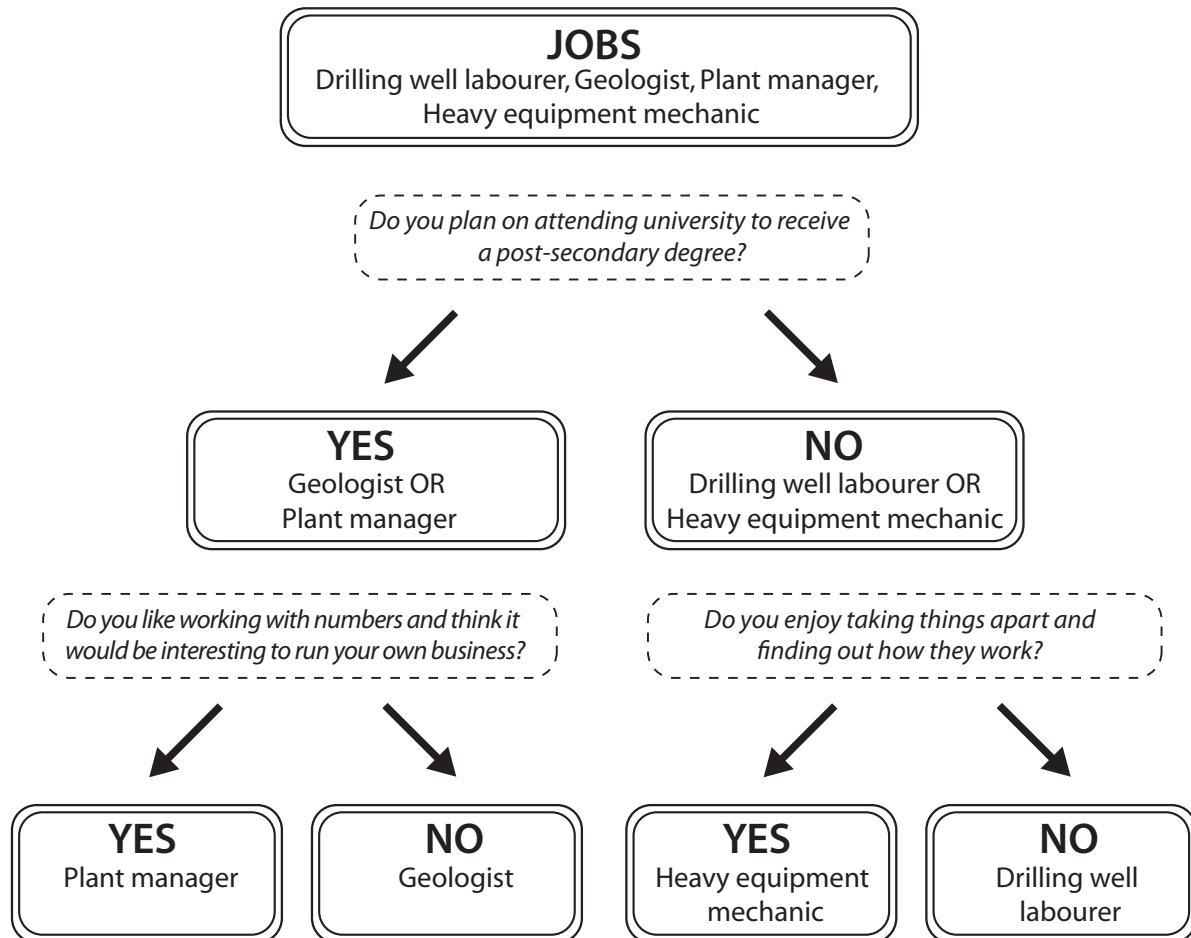 JOBS
Drilling well labourer, Geologist, Plant manager,
Heavy equipment mechanic
Do you plan on attending university to receive
a post-secondary degree?
YES
Geologist OR
Plant manager
NO
Drilling well labourer OR
Heavy equipment mechanic
Do you like working with numbers and think it
would be interesting to run your own business?
Do you enjoy taking things apart and
finding out how they work?
YES
Plant manager
NO
Geologist
YES
Heavy equipment
mechanic
NO
Drilling well
labourer